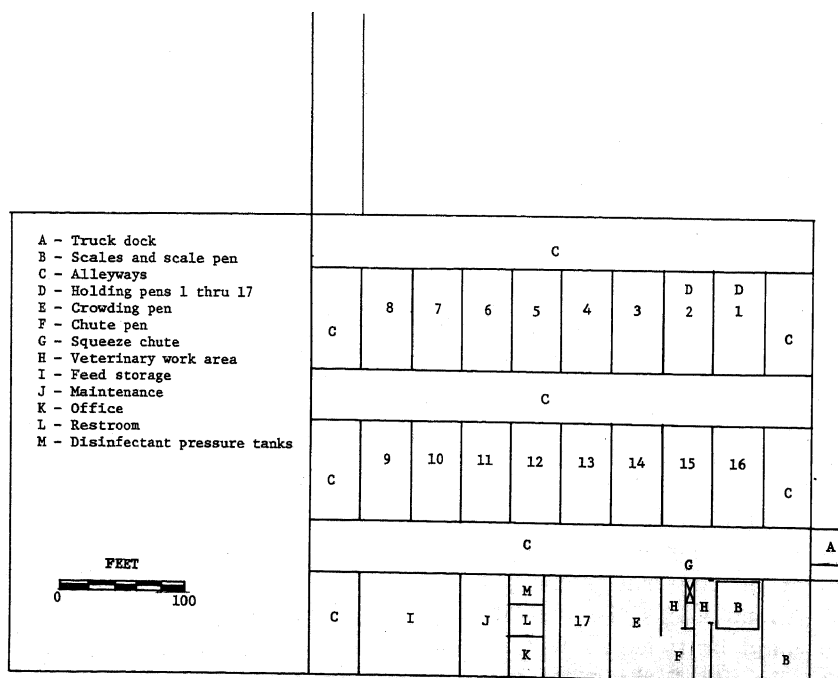 A - Truck dock
B - Scales and scale pen
C - Alleyways
D - Holding pens 1 thru 17
E - Crowding pen
F - Chute pen
G - Squeeze chute
H - Veterinary work area
I - Feed storage
J - Maintenance
K - Office
L - Restroom
M - Disinfectant pressure tanks
FEET
0 100
C
D D
8 7 6 5 4 3 2 1
C C
C
9 10 11 12 13 14 15 16
C C
C A
G
M
C I J L 17 E H H B
K F B